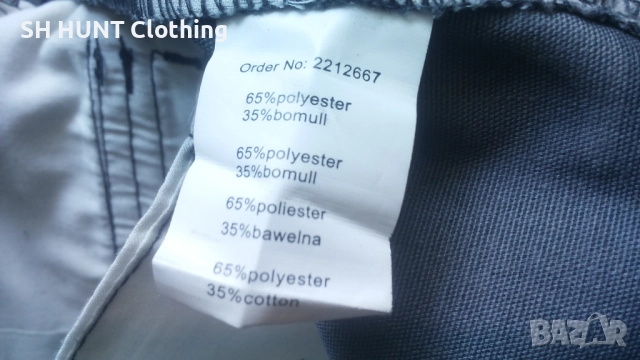 SH HUNT Clothing
Order No: 2212667
65%polyester
35%bomull
65%polyester
35%bomull
65%poliester
35%bawelna
65%polyester
35%cotton
BAZAR